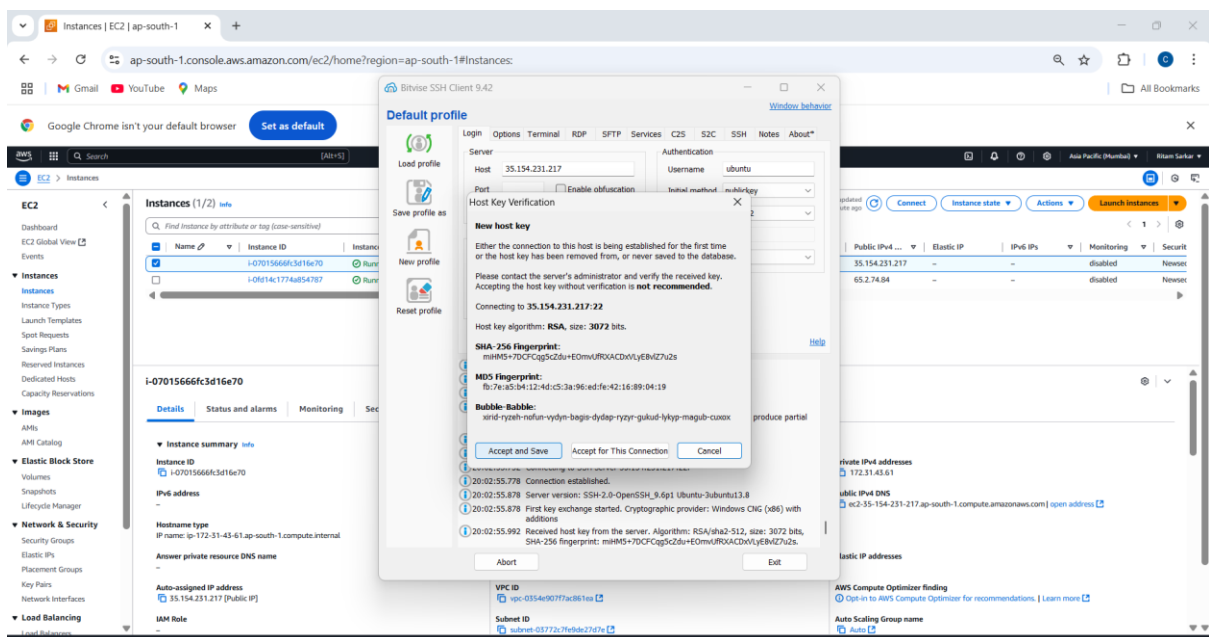 Instances | EC2 | ap-south-1
ap-south-1.console.aws.amazon.com/ec2/home?region=ap-south-1#Instances:
C
Gmail
YouTube
Maps
All Bookmarks
Google Chrome isn't your default browser
Set as default
aws
Search
[Alt+S]
Asia Pacific (Mumbai)
Ritam Sarkar
EC2 > Instances
EC2
Dashboard
EC2 Global View
Events
Instances
Instances
Instance Types
Launch Templates
Spot Requests
Savings Plans
Reserved Instances
Dedicated Hosts
Capacity Reservations
Images
AMIs
AMI Catalog
Elastic Block Store
Volumes
Snapshots
Lifecycle Manager
Network & Security
Security Groups
Elastic IPs
Placement Groups
Key Pairs
Network Interfaces
Load Balancing
Load Balancers
Instances (1/2) Info
Find Instance by attribute or tag (case-sensitive)
Connect
Instance state
Actions
Launch instances
1
Name
Instance ID
Public IPv4 ...
Elastic IP
IPv6 IPs
Monitoring
Securit
i-07015666fc3d16e70
35.154.231.217
–
–
disabled
Newsec
i-0fd14c1774a854787
65.2.74.84
–
–
disabled
Newsec
i-07015666fc3d16e70
Details
Status and alarms
Monitoring
Sec
Instance summary Info
Instance ID
i-07015666fc3d16e70
IPv6 address
–
Hostname type
IP name: ip-172-31-43-61.ap-south-1.compute.internal
Answer private resource DNS name
–
Auto-assigned IP address
35.154.231.217 [Public IP]
IAM Role
–
VPC ID
vpc-0354e907f7ac861ea
Subnet ID
subnet-03772c7fe9de27d7e
rivate IPv4 addresses
172.31.43.61
ublic IPv4 DNS
ec2-35-154-231-217.ap-south-1.compute.amazonaws.com | open address
lastic IP addresses
–
AWS Compute Optimizer finding
Opt-in to AWS Compute Optimizer for recommendations. | Learn more
Auto Scaling Group name
Auto
Bitvise SSH Client 9.42
Window behavior
Default profile
Load profile
Save profile as
New profile
Reset profile
Login Options Terminal RDP SFTP Services C2S S2C SSH Notes About*
Server
Host 35.154.231.217
Port
Enable obfuscation
Authentication
Username ubuntu
Initial method publickey
Help
Host Key Verification
New host key
Either the connection to this host is being established for the first time
or the host key has been removed from, or never saved to the database.
Please contact the server's administrator and verify the received key.
Accepting the host key without verification is not recommended.
Connecting to 35.154.231.217:22
Host key algorithm: RSA, size: 3072 bits.
SHA-256 Fingerprint:
miHM5+7DCFCqg5cZdu+EOmvUfRXACDxVLyE8vlZ7u2s
MD5 Fingerprint:
fb:7e:a5:b4:12:4d:c5:3a:96:ed:fe:42:16:89:04:19
Bubble-Babble:
xirid-ryzeh-nofun-vydyn-bagis-dydap-ryzyr-gukud-lykyp-magub-cuxox
Accept and Save
Accept for This Connection
Cancel
produce partial
20:02:55.778 Connection established.
20:02:55.878 Server version: SSH-2.0-OpenSSH_9.6p1 Ubuntu-3ubuntu13.8
20:02:55.878 First key exchange started. Cryptographic provider: Windows CNG (x86) with
additions
20:02:55.992 Received host key from the server. Algorithm: RSA/sha2-512, size: 3072 bits,
SHA-256 fingerprint: miHM5+7DCFCqg5cZdu+EOmvUfRXACDxVLyE8vlZ7u2s.
Abort
Exit